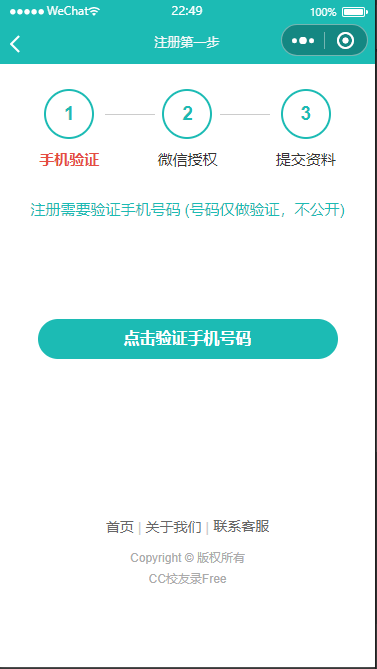 ●●●●● WeChat 22:49 100%
注册第一步
1 2 3
手机验证 微信授权 提交资料
注册需要验证手机号码 (号码仅做验证，不公开)
点击验证手机号码
首页 | 关于我们 | 联系客服
Copyright © 版权所有
CC校友录Free